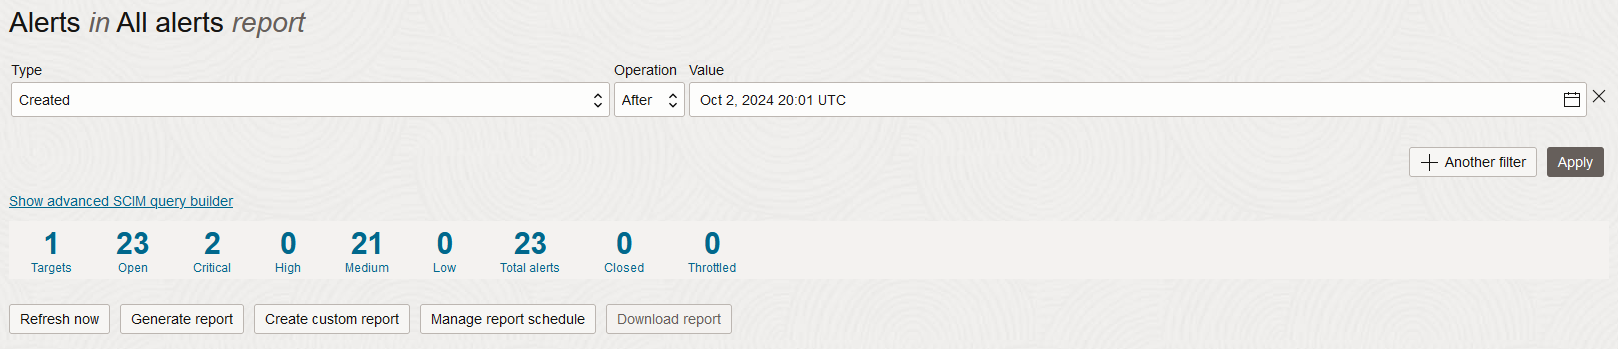 Alerts in All alerts report
Type Operation Value
Created After Oct 2, 2024 20:01 UTC
Another filter Apply
Show advanced SCIM query builder
1 23 2 0 21 0 23 0 0
Targets Open Critical High Medium Low Total alerts Closed Throttled
Refresh now Generate report Create custom report Manage report schedule Download report